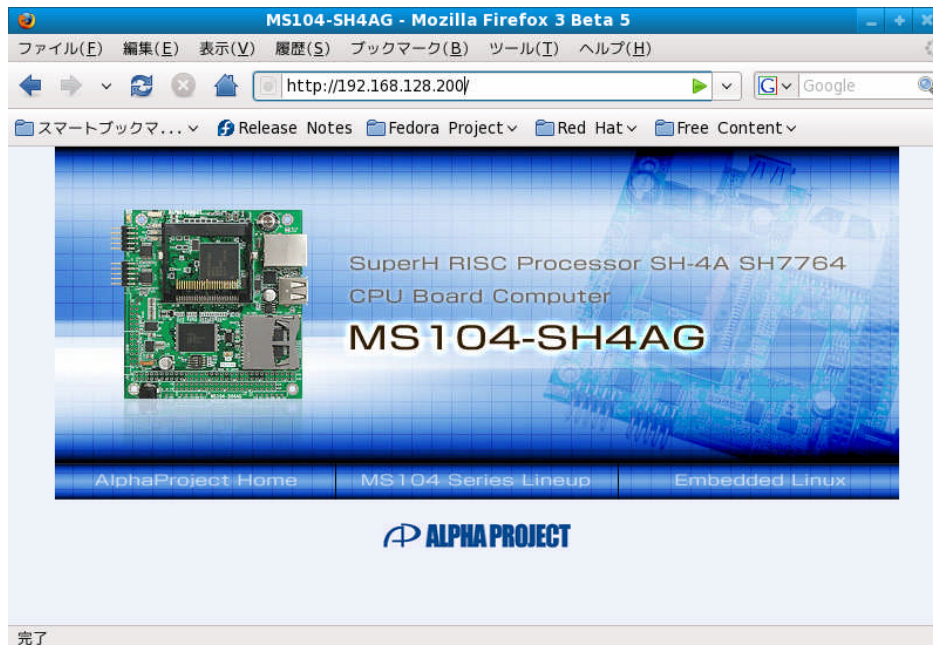 MS104-SH4AG - Mozilla Firefox 3 Beta 5
ファイル(F) 編集(E) 表示(V) 履歴(S) ブックマーク(B) ツール(T) ヘルプ(H)
http://192.168.128.200/
G Google
スマートブックマ... Release Notes Fedora Project Red Hat Free Content
SuperH RISC Processor SH-4A SH7764
CPU Board Computer
MS104-SH4AG
AlphaProject Home MS104 Series Lineup Embedded Linux
ALPHA PROJECT
完了